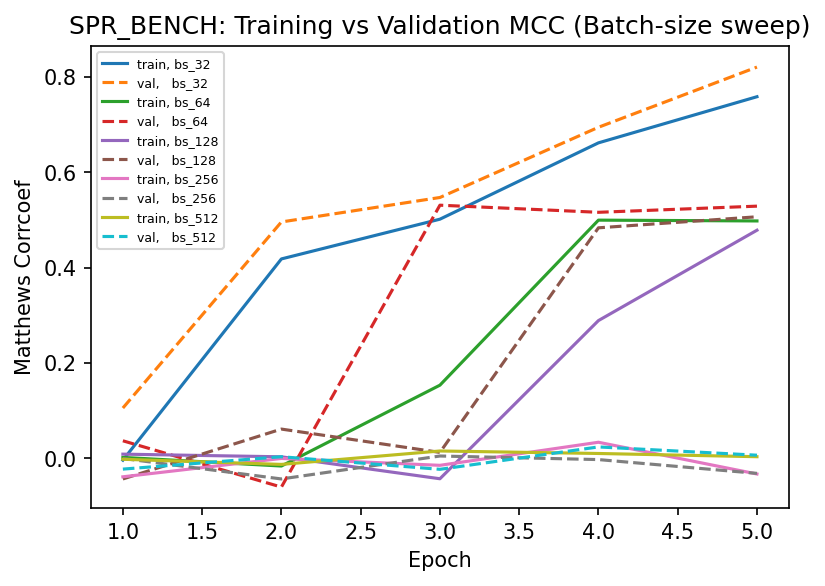 SPR_BENCH: Training vs Validation MCC (Batch-size sweep)
train, bs_32
val,   bs_32
train, bs_64
val,   bs_64
train, bs_128
val,   bs_128
train, bs_256
val,   bs_256
train, bs_512
val,   bs_512
Matthews Corrcoef
0.8
0.6
0.4
0.2
0.0
1.0 1.5 2.0 2.5 3.0 3.5 4.0 4.5 5.0
Epoch